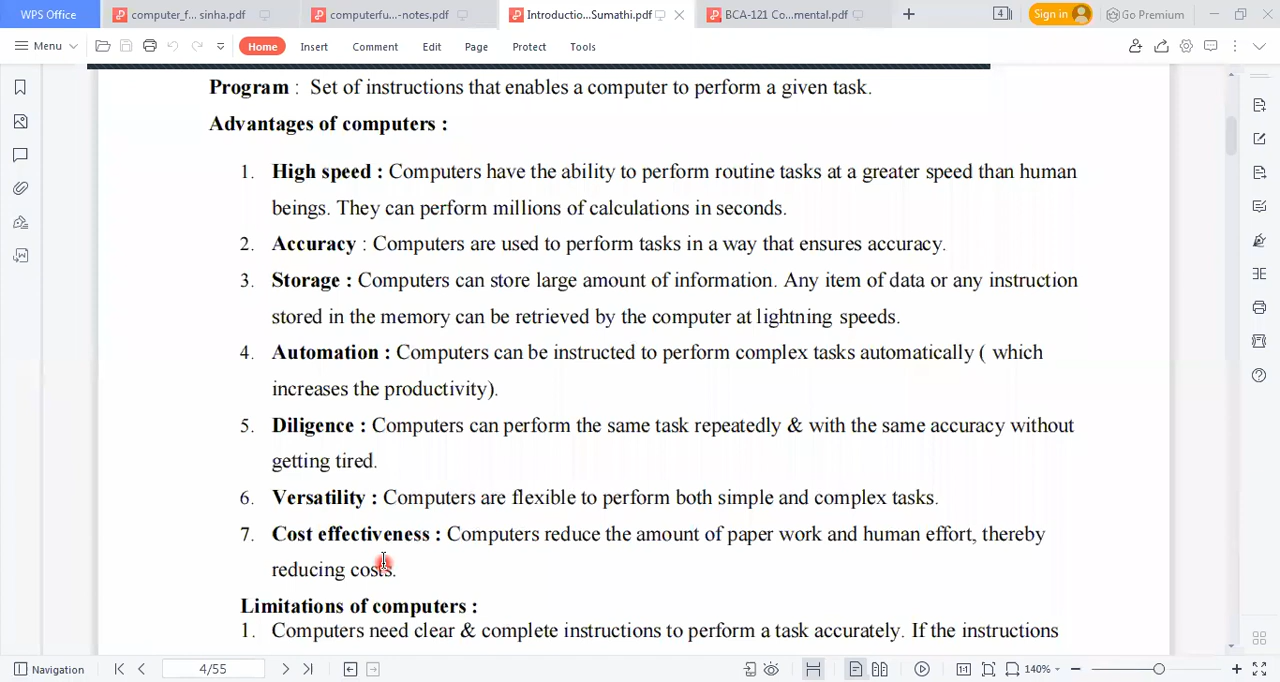 WPS Office computer_f... sinha.pdf computerfu...-notes.pdf Introductio...Sumathi.pdf BCA-121 Co...mental.pdf 4 Sign in Go Premium
Menu Home Insert Comment Edit Page Protect Tools
Program : Set of instructions that enables a computer to perform a given task.
Advantages of computers :
1. High speed : Computers have the ability to perform routine tasks at a greater speed than human
beings. They can perform millions of calculations in seconds.
2. Accuracy : Computers are used to perform tasks in a way that ensures accuracy.
3. Storage : Computers can store large amount of information. Any item of data or any instruction
stored in the memory can be retrieved by the computer at lightning speeds.
4. Automation : Computers can be instructed to perform complex tasks automatically ( which
increases the productivity).
5. Diligence : Computers can perform the same task repeatedly & with the same accuracy without
getting tired.
6. Versatility : Computers are flexible to perform both simple and complex tasks.
7. Cost effectiveness : Computers reduce the amount of paper work and human effort, thereby
reducing costs.
Limitations of computers :
1. Computers need clear & complete instructions to perform a task accurately. If the instructions
Navigation 4/55 140%